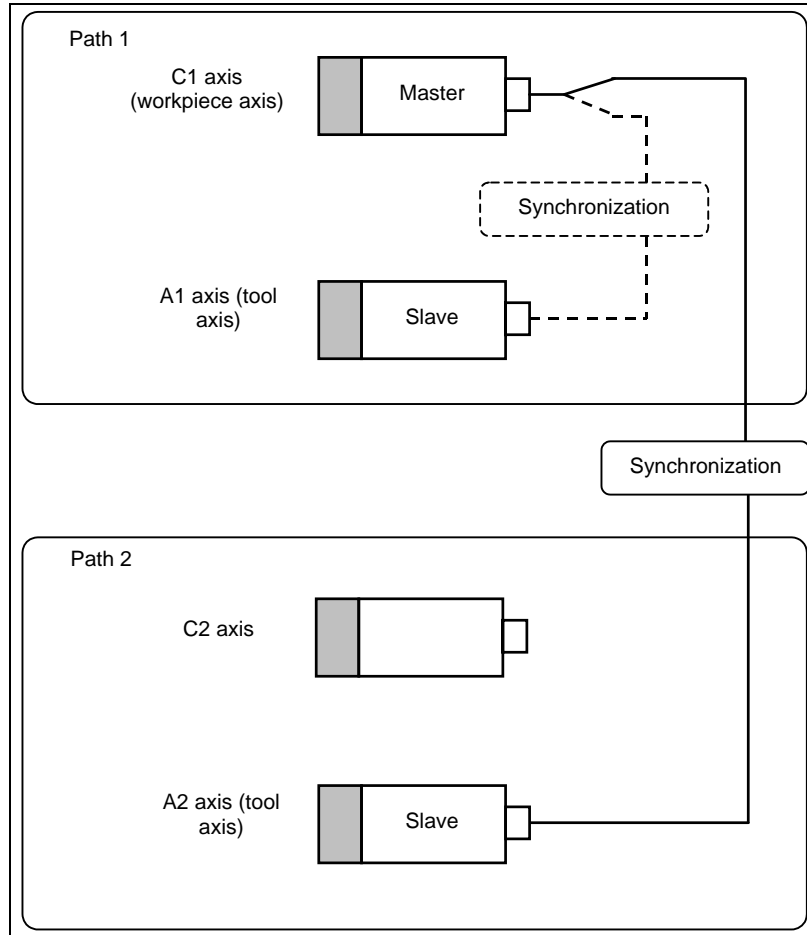 Path 1
C1 axis
(workpiece axis)
Master
Synchronization
A1 axis (tool
axis)
Slave
Synchronization
Path 2
C2 axis
A2 axis (tool
axis)
Slave